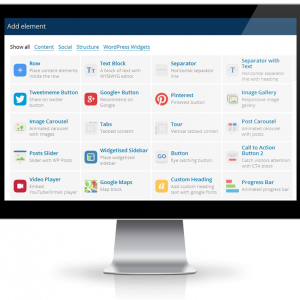 Add element
Show all Content Social Structure WordPress Widgets
Row
Place content elements inside the row
Text Block
A block of text with WYSIWYG editor
Separator
Horizontal separator line
Separator with Text
Horizontal separator line with heading
Tweetmeme Button
Share on twitter button
Google+ Button
Recommend on Google
Pinterest
Pinterest button
Image Gallery
Responsive image gallery
Image Carousel
Animated carousel with images
Tabs
Tabbed content
Tour
Vertical tabbed content
Post Carousel
Animated carousel with posts
Posts Slider
Slider with WP Posts
Widgetised Sidebar
Place widgetised sidebar
GO
Button
Eye catching button
Call to Action Button 2
Catch visitors attention with CTA block
Video Player
Embed YouTube/Vimeo player
Google Maps
Map block
Custom Heading
Add custom heading text with google fonts
Progress Bar
Animated progress bar